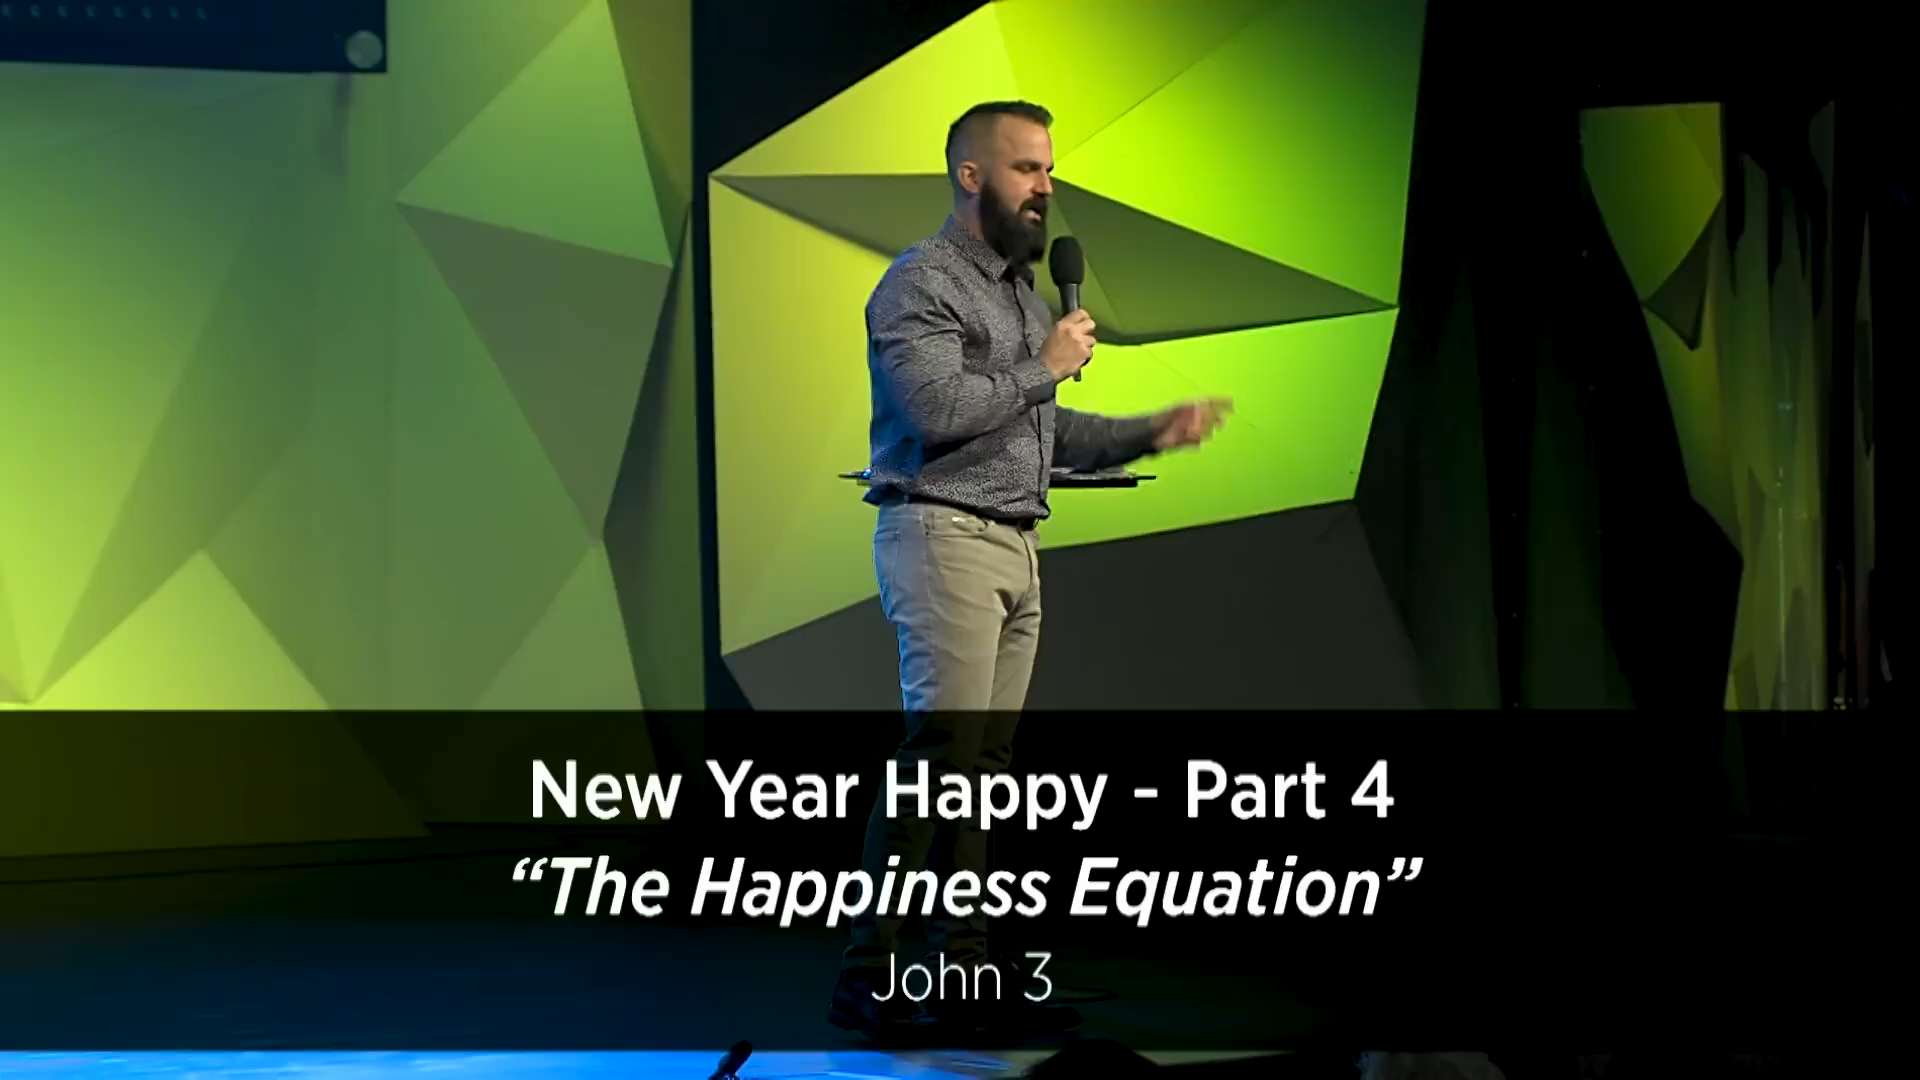 New Year Happy - Part 4
“The Happiness Equation”
John 3